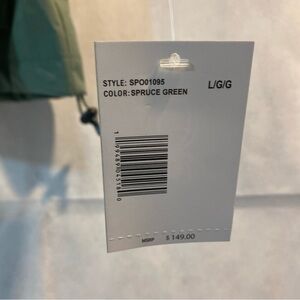 STYLE: SPO01095
L/G/G
COLOR: SPRUCE GREEN
MSRP $149.00